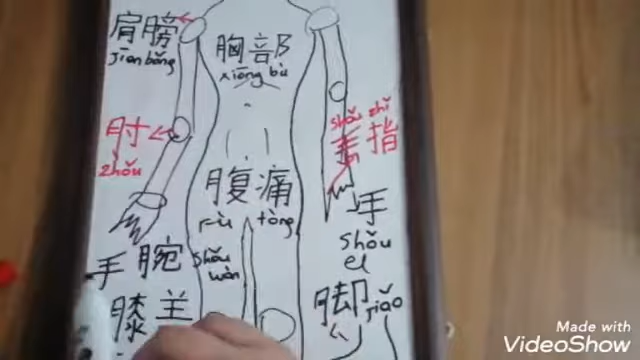 肩膀
jiān bǎng
胸部
xiōng bù
肘
zhǒu
shǒu zhǐ
手指
腹痛
Fù tòng
手
shǒu
手腕
shǒu
wàn
脚
jiǎo
膝
Made with
VideoShow